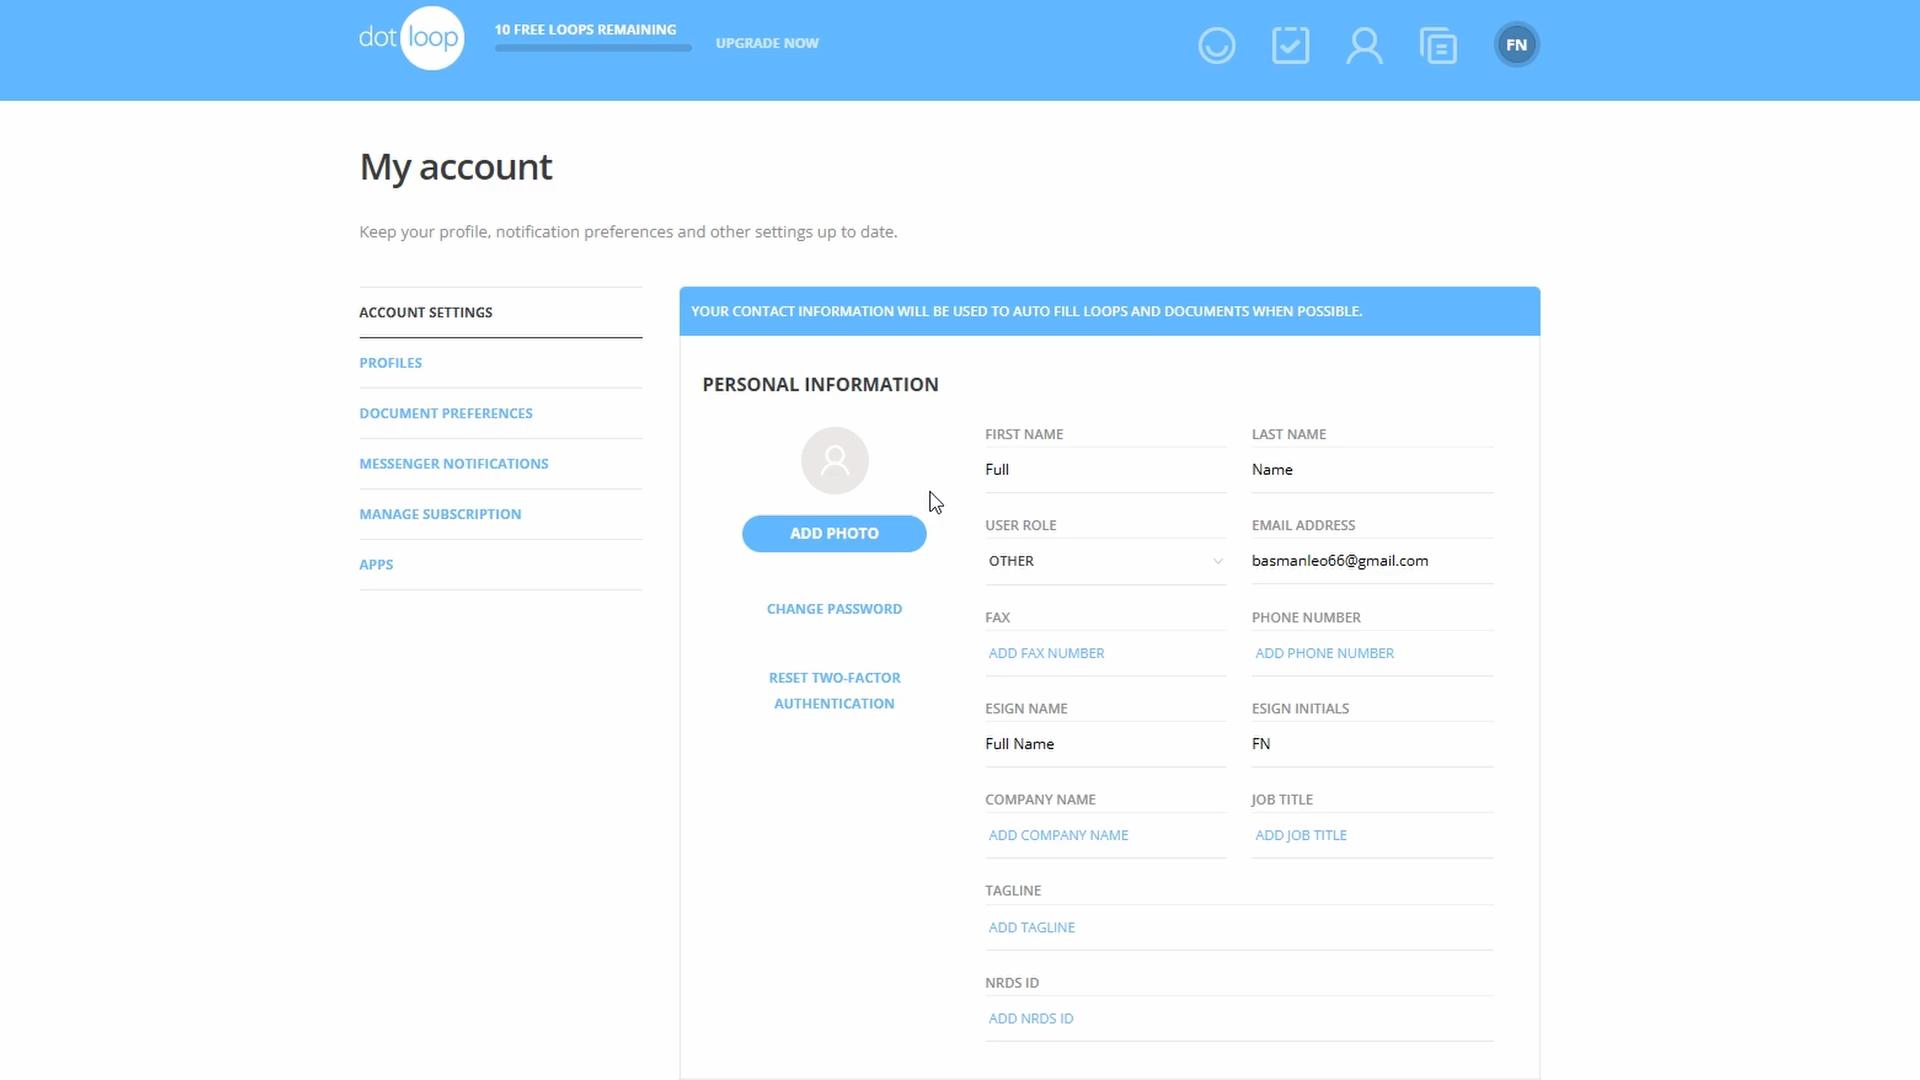 dot loop
10 FREE LOOPS REMAINING
UPGRADE NOW
FN
My account
Keep your profile, notification preferences and other settings up to date.
ACCOUNT SETTINGS
PROFILES
DOCUMENT PREFERENCES
MESSENGER NOTIFICATIONS
MANAGE SUBSCRIPTION
APPS
YOUR CONTACT INFORMATION WILL BE USED TO AUTO FILL LOOPS AND DOCUMENTS WHEN POSSIBLE.
PERSONAL INFORMATION
ADD PHOTO
CHANGE PASSWORD
RESET TWO-FACTOR
AUTHENTICATION
FIRST NAME
Full
LAST NAME
Name
USER ROLE
OTHER
EMAIL ADDRESS
basmanleo66@gmail.com
FAX
ADD FAX NUMBER
PHONE NUMBER
ADD PHONE NUMBER
ESIGN NAME
Full Name
ESIGN INITIALS
FN
COMPANY NAME
ADD COMPANY NAME
JOB TITLE
ADD JOB TITLE
TAGLINE
ADD TAGLINE
NRDS ID
ADD NRDS ID